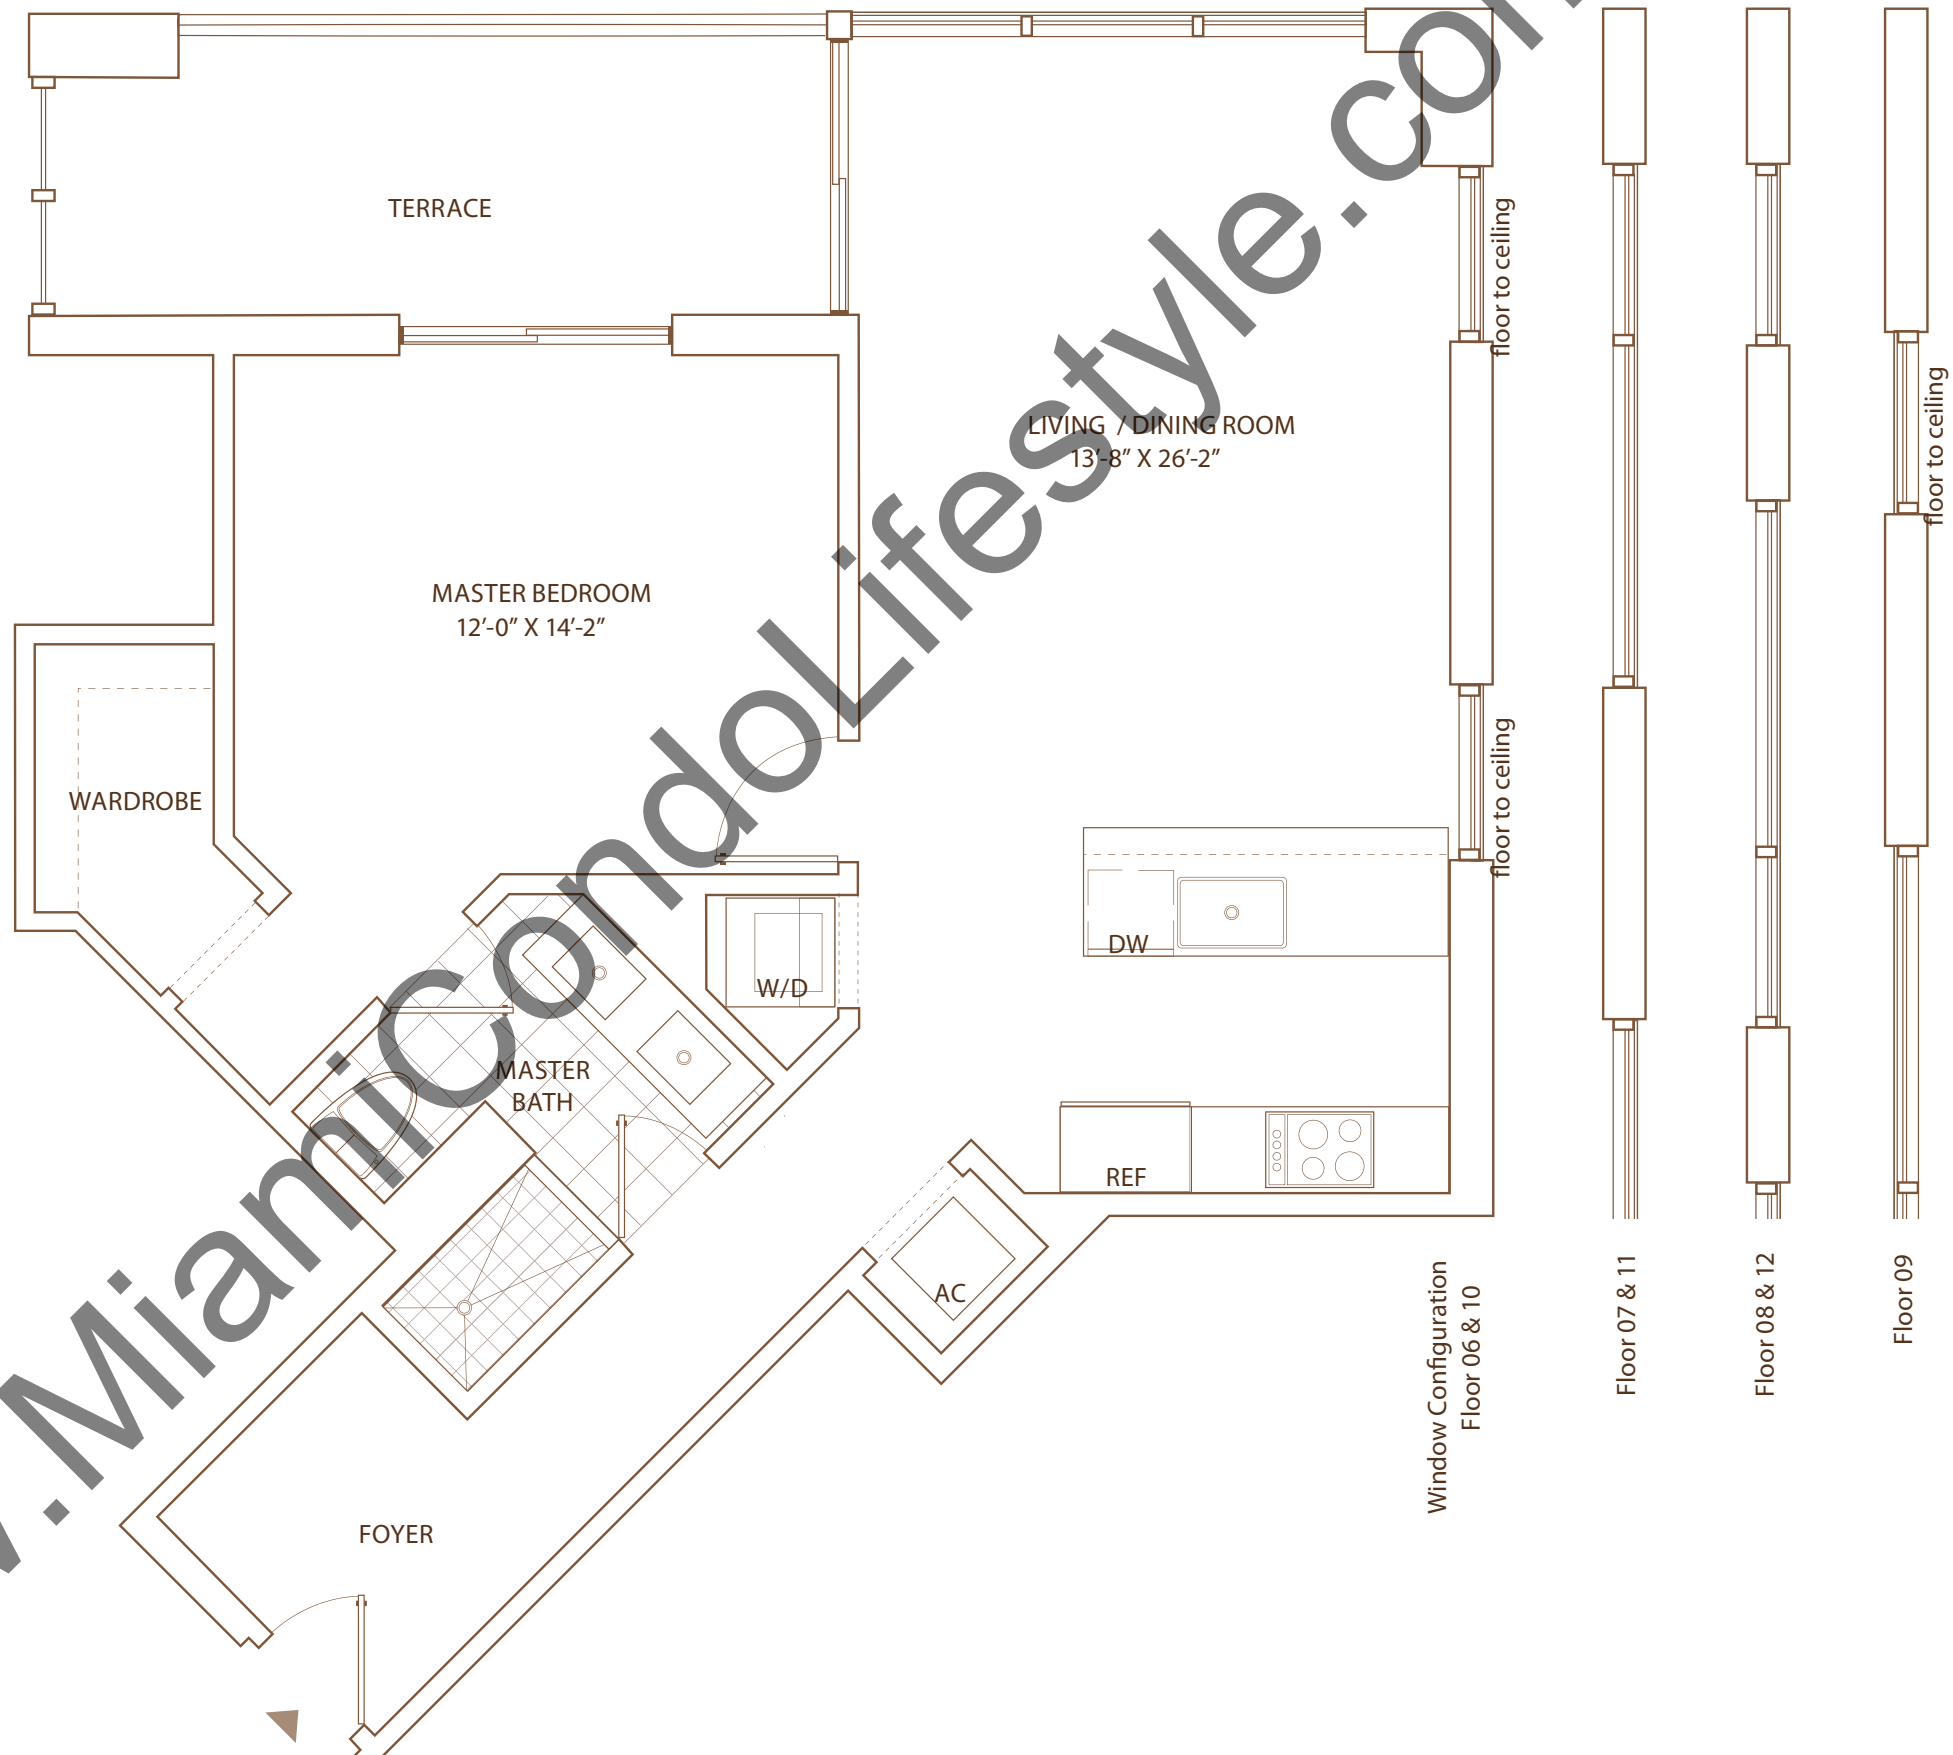 TERRACE
floor to ceiling
floor to ceiling
LIVING / DINING ROOM
13'-8" X 26'-2"
MASTER BEDROOM
12'-0" X 14'-2"
WARDROBE
floor to ceiling
DW
W/D
MASTER
BATH
REF
AC
Window Configuration
Floor 06 & 10
Floor 07 & 11
Floor 08 & 12
Floor 09
FOYER
.MiamiCondoLifestyle.co